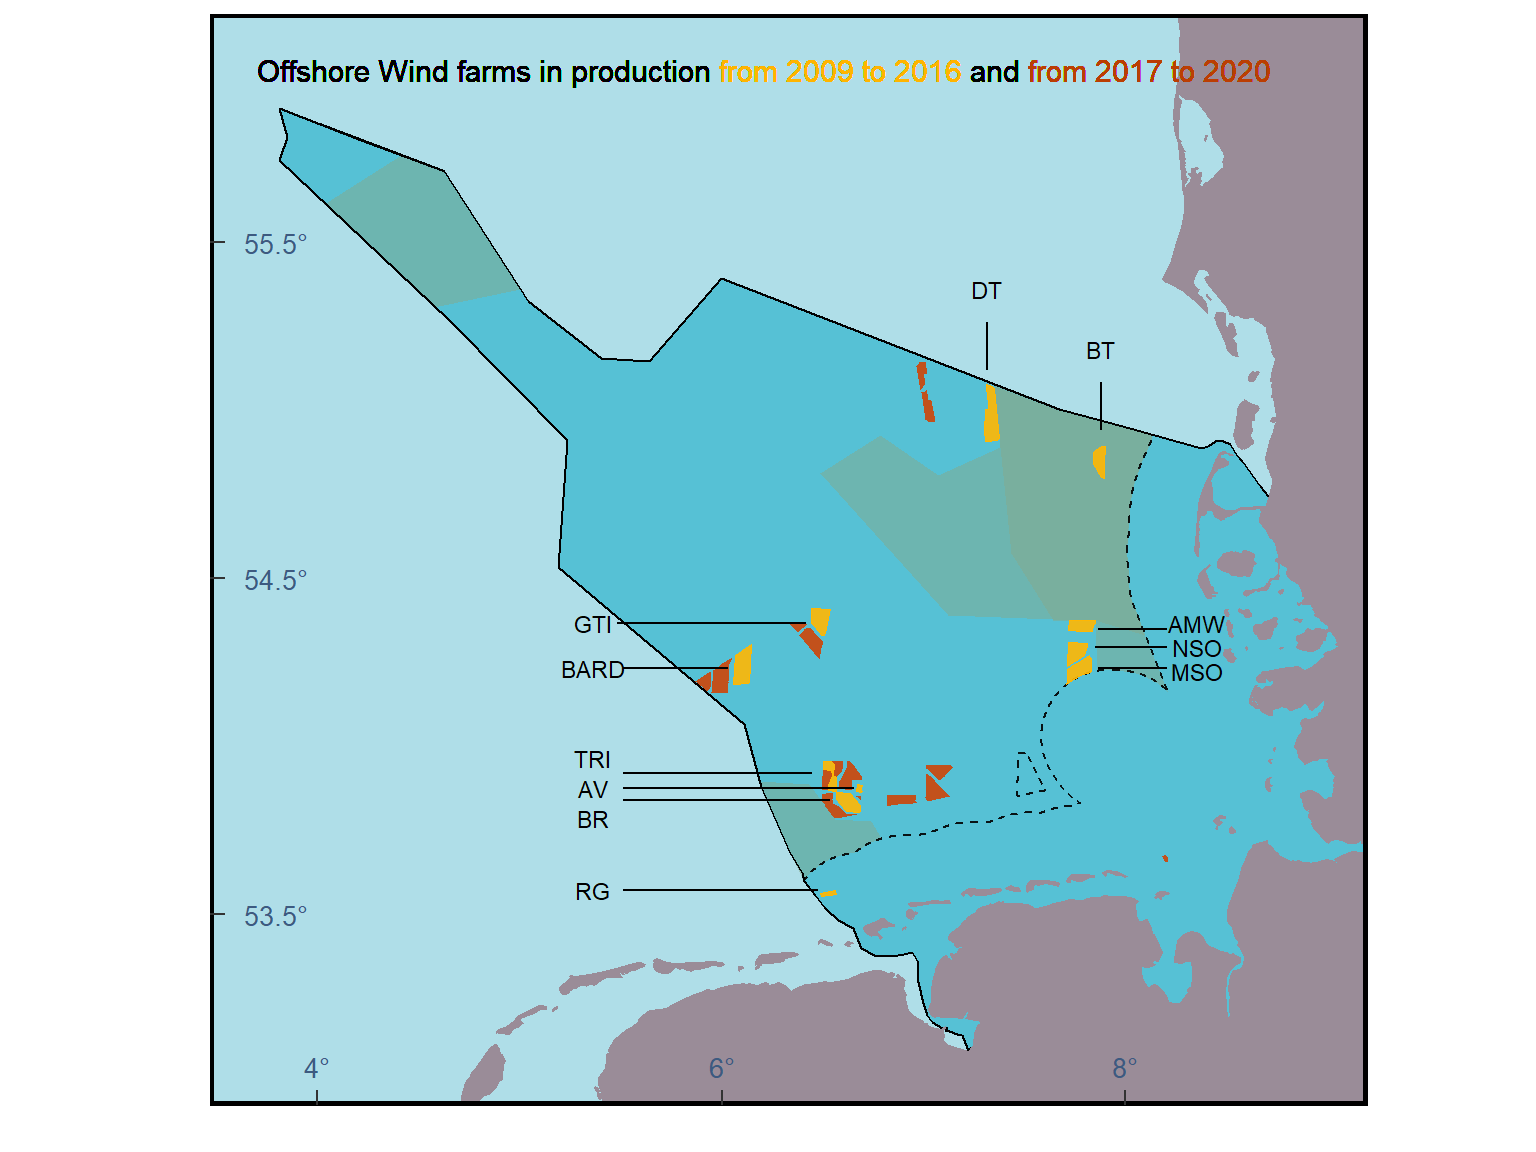 Offshore Wind farms in production from 2009 to 2016 and from 2017 to 2020
DT
BT
55.5°
54.5°
53.5°
GTI
BARD
AMW
NSO
MSO
TRI
AV
BR
RG
4°
6°
8°